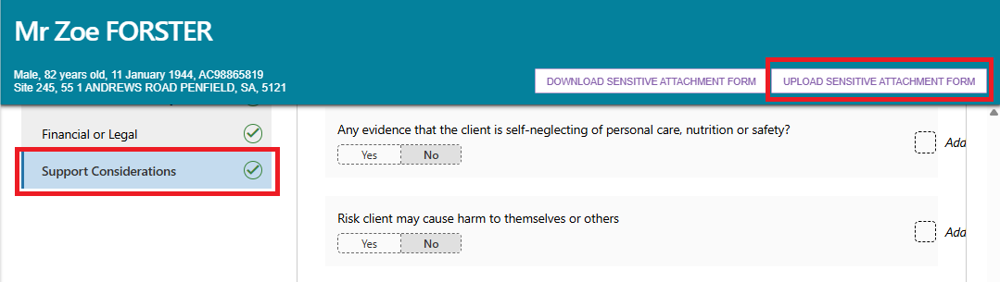 Mr Zoe FORSTER
Male, 82 years old, 11 January 1944, AC98865819
Site 245, 55 1 ANDREWS ROAD PENFIELD, SA, 5121
DOWNLOAD SENSITIVE ATTACHMENT FORM
UPLOAD SENSITIVE ATTACHMENT FORM
Financial or Legal
Support Considerations
Any evidence that the client is self-neglecting of personal care, nutrition or safety?
Yes No
Add
Risk client may cause harm to themselves or others
Yes No
Add